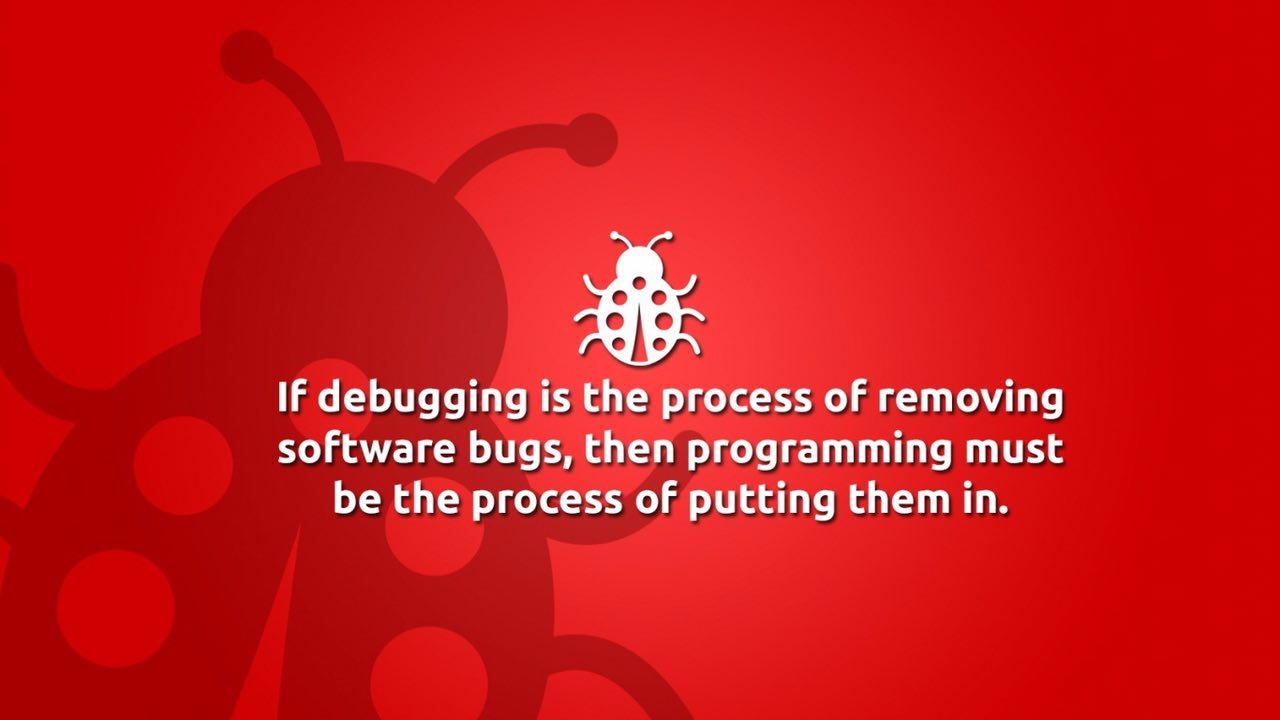 If debugging is the process of removing
software bugs, then programming must
be the process of putting them in.